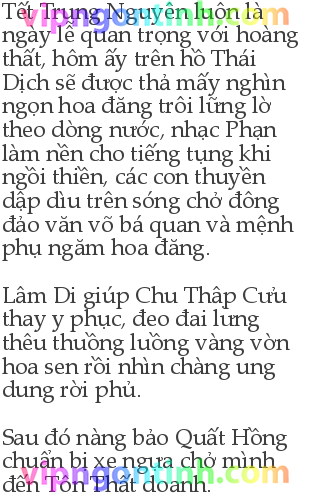 Tết Trung Nguyên luôn là
vipngontinh.com
ngày lễ quan trọng với hoàng
thất, hôm ấy trên hồ Thái
Dịch sẽ được thả mấy nghìn
ngọn hoa đăng trôi lững lờ
theo dòng nước, nhạc Phạn
làm nền cho tiếng tụng khi
ngồi thiền, các con thuyền
dập dìu trên sóng chở đông
đảo văn võ bá quan và mệnh
phụ ngắm hoa đăng.
Lâm Di giúp Chu Thập Cửu
thay y phục, đeo đai lưng
thêu thuồng luồng vàng vờn
hoa sen rồi nhìn chàng ung
dung rời phủ.
Sau đó nàng bảo Quất Hồng
chuẩn bị xe ngựa chở mình
vipngontinh.com
đến Tôn Thất doanh.